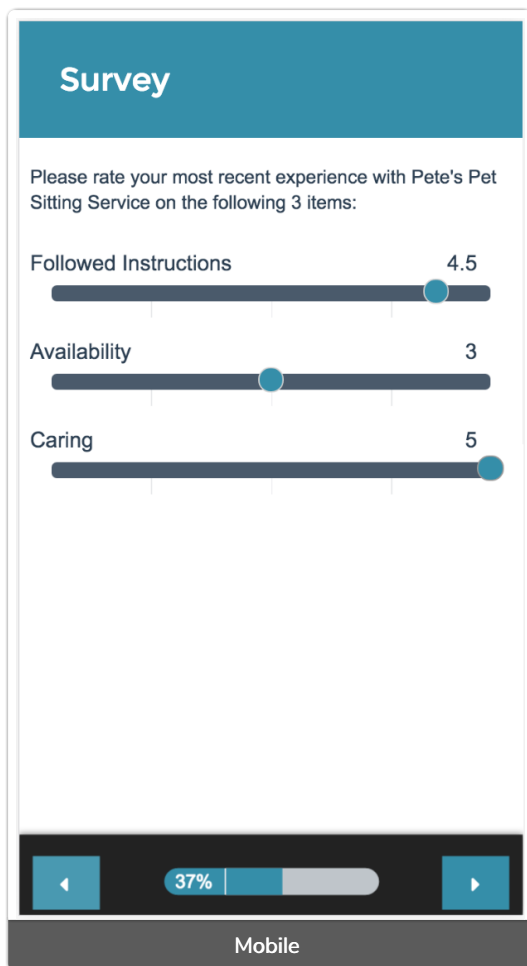 Survey
Please rate your most recent experience with Pete's Pet
Sitting Service on the following 3 items:
Followed Instructions 4.5
Availability 3
Caring 5
37%
Mobile